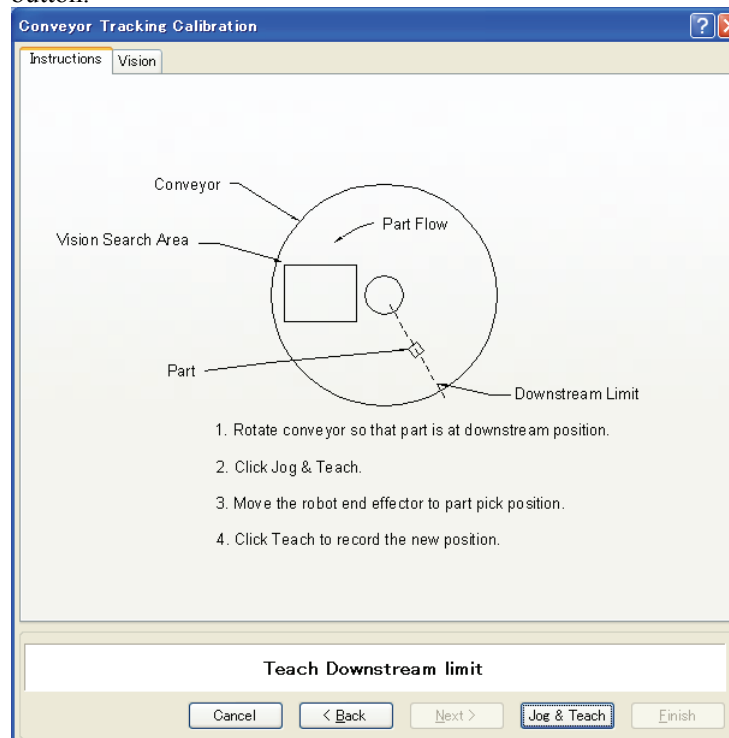 button.
Conveyor Tracking Calibration
Instructions
Vision
Conveyor
Part Flow
Vision Search Area
Part
Downstream Limit
1. Rotate conveyor so that part is at downstream position.
2. Click Jog & Teach.
3. Move the robot end effector to part pick position.
4. Click Teach to record the new position.
Teach Downstream limit
Cancel
< Back
Next >
Jog & Teach
Finish